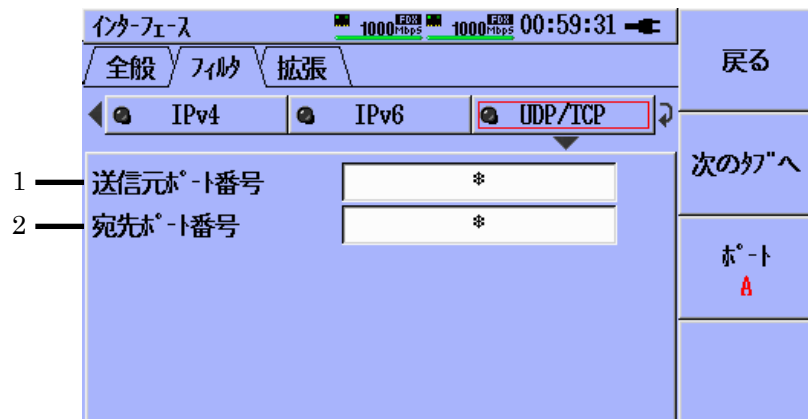 ｲﾝﾀｰﾌｪｰｽ 1000 FDX Mbps 1000 FDX Mbps 00:59:31
全般 ﾌｨﾙﾀ 拡張
IPv4 IPv6 UDP/TCP
1 送信元ﾎﾟｰﾄ番号 *
2 宛先ﾎﾟｰﾄ番号 *
戻る
次のﾀﾌﾞへ
ﾎﾟｰﾄ
A